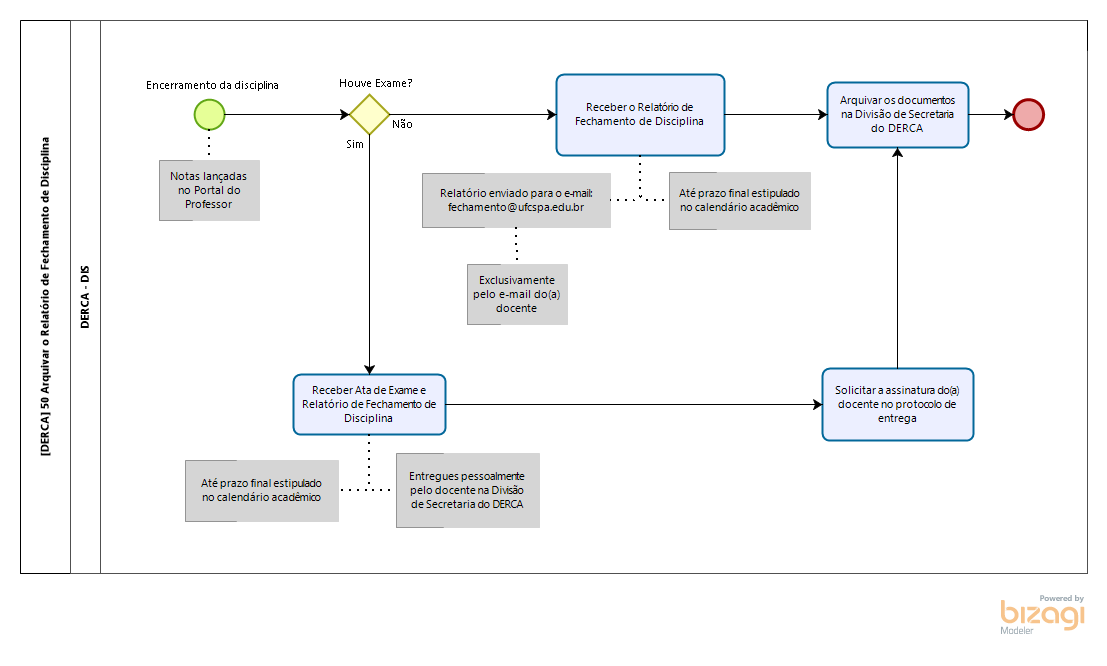 [DERCA] 50 Arquivar o Relatório de Fechamento de Disciplina
DERCA - DIS
Encerramento da disciplina
Notas lançadas
no Portal do
Professor
Houve Exame?
Não
Sim
Receber o Relatório de
Fechamento de Disciplina
Arquivar os documentos
na Divisão de Secretaria
do DERCA
Relatório enviado para o e-mail:
fechamento@ufcspa.edu.br
Até prazo final estipulado
no calendário acadêmico
Exclusivamente
pelo e-mail do(a)
docente
Receber Ata de Exame e
Relatório de Fechamento de
Disciplina
Solicitar a assinatura do(a)
docente no protocolo de
entrega
Até prazo final estipulado
no calendário acadêmico
Entregues pessoalmente
pelo docente na Divisão
de Secretaria do DERCA
Powered by
bizagi
Modeler